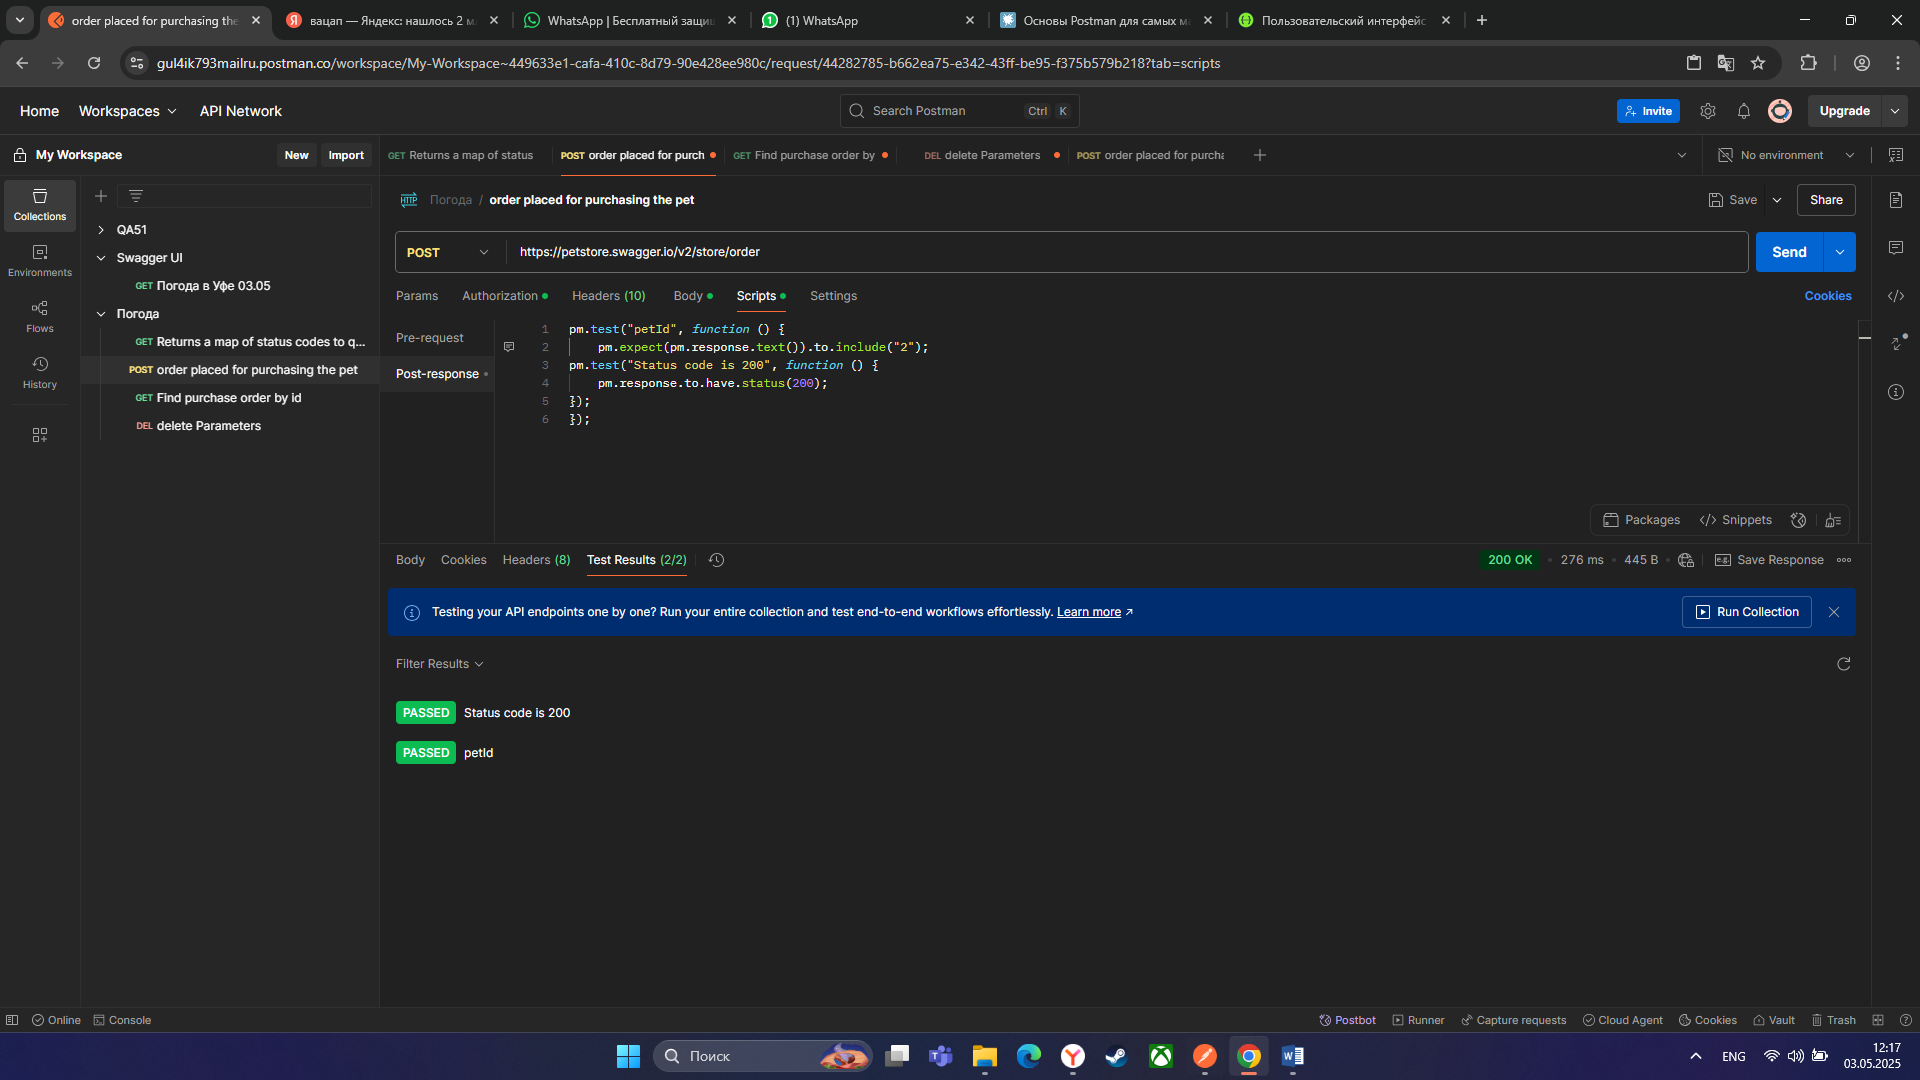 order placed for purchasing the
вацап — Яндекс: нашлось 2 м
WhatsApp | Бесплатный защи
(1) WhatsApp
Основы Postman для самых м
Пользовательский интерфейс
gul4ik793mailru.postman.co/workspace/My-Workspace~449633e1-cafa-410c-8d79-90e428ee980c/request/44282785-b662ea75-e342-43ff-be95-f375b579b218?tab=scripts
Home Workspaces API Network
Search Postman Ctrl K
Invite
Upgrade
My Workspace New Import
GET Returns a map of status
POST order placed for purch
GET Find purchase order by
DEL delete Parameters
POST order placed for purcha
No environment
Collections
Environments
Flows
History
QA51
Swagger UI
GET Погода в Уфе 03.05
Погода
GET Returns a map of status codes to q...
POST order placed for purchasing the pet
GET Find purchase order by id
DEL delete Parameters
HTTP Погода / order placed for purchasing the pet
Save Share
POST https://petstore.swagger.io/v2/store/order Send
Params Authorization Headers (10) Body Scripts Settings Cookies
Pre-request
Post-response
1 pm.test("petId", function () {
2 pm.expect(pm.response.text()).to.include("2");
3 pm.test("Status code is 200", function () {
4 pm.response.to.have.status(200);
5 });
6 });
Packages Snippets
Body Cookies Headers (8) Test Results (2/2)
200 OK 276 ms 445 B e.g. Save Response
Testing your API endpoints one by one? Run your entire collection and test end-to-end workflows effortlessly. Learn more
Run Collection
Filter Results
PASSED Status code is 200
PASSED petId
Online Console
Postbot Runner Capture requests Cloud Agent Cookies Vault Trash
Поиск
ENG
12:17
03.05.2025